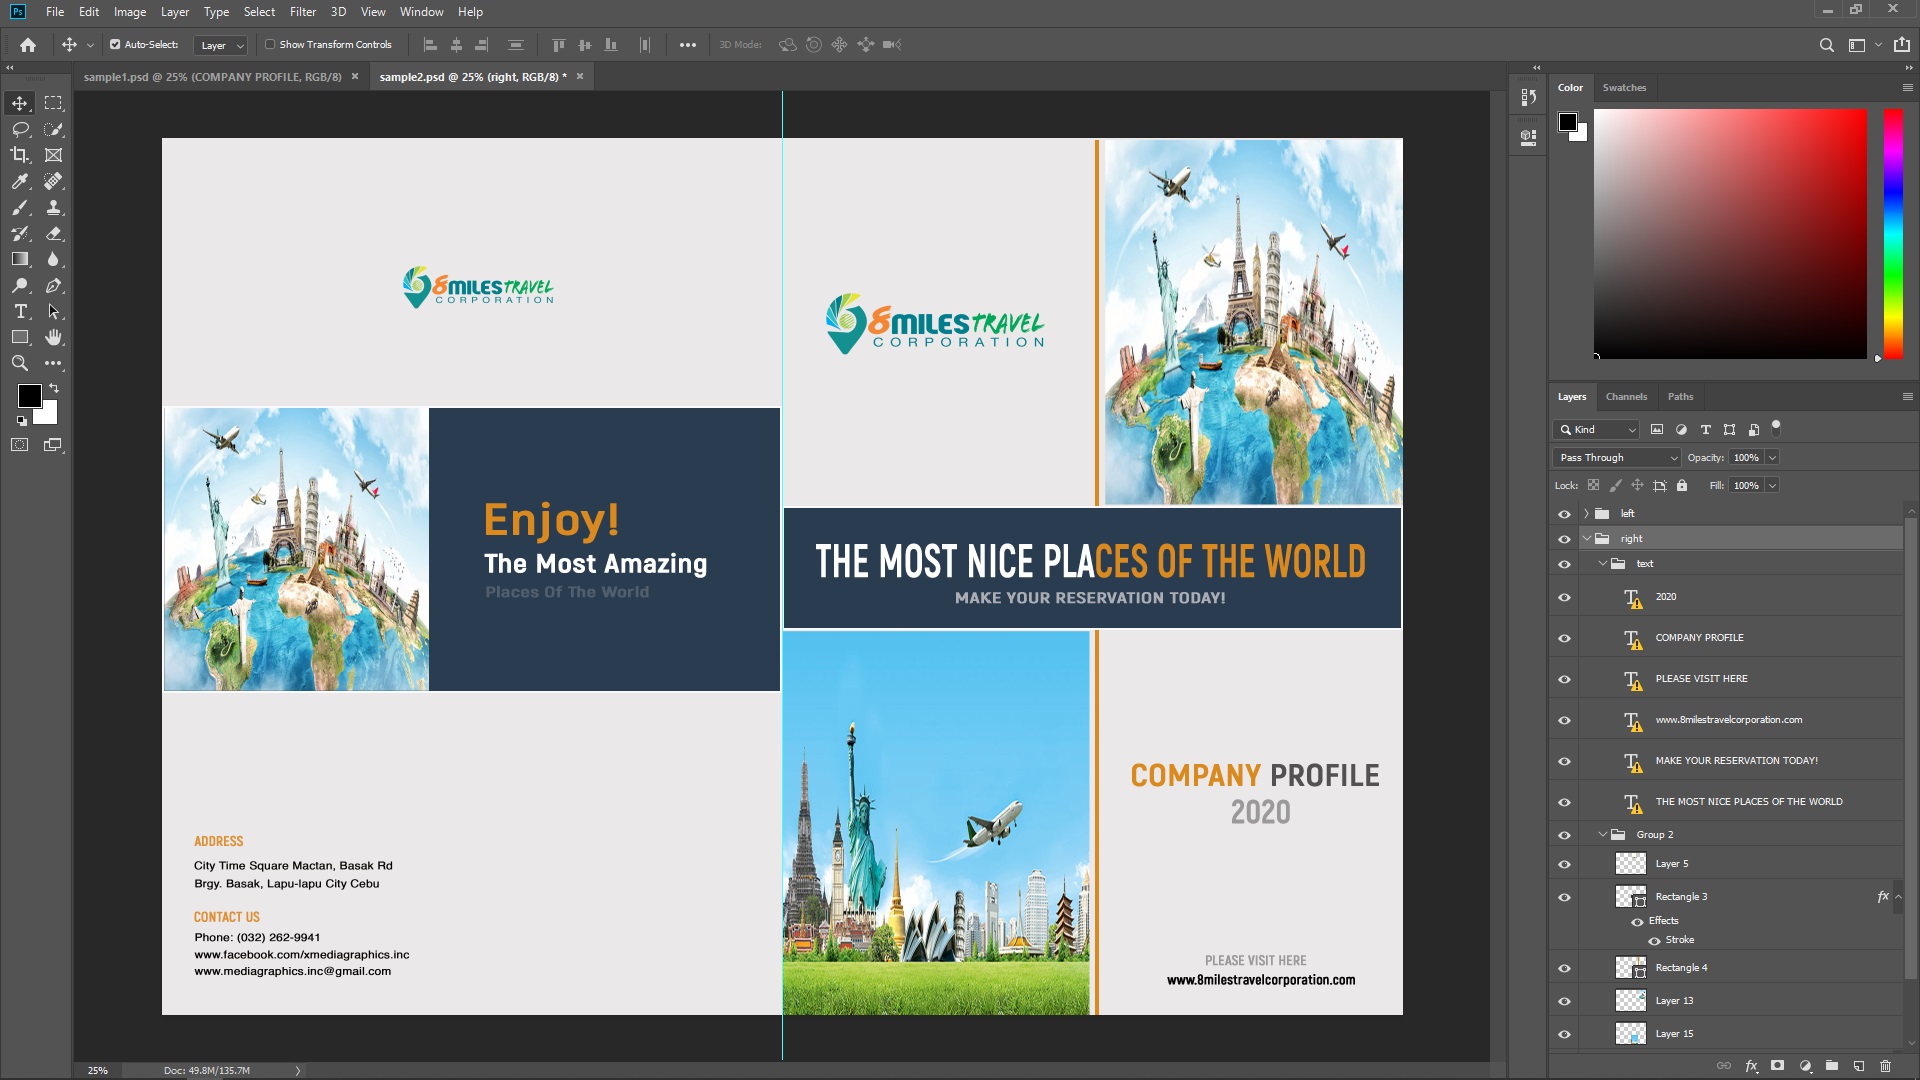 Ps File Edit Image Layer Type Select Filter 3D View Window Help
Auto-Select: Layer Show Transform Controls 3D Mode:
sample1.psd @ 25% (COMPANY PROFILE, RGB/8) × sample2.psd @ 25% (right, RGB/8) * ×
8MILESTRAVEL
CORPORATION
Enjoy!
The Most Amazing
Places Of The World
ADDRESS
City Time Square Mactan, Basak Rd
Brgy. Basak, Lapu-lapu City Cebu
CONTACT US
Phone: (032) 262-9941
www.facebook.com/xmediagraphics.inc
www.mediagraphics.inc@gmail.com
8MILESTRAVEL
CORPORATION
THE MOST NICE PLACES OF THE WORLD
MAKE YOUR RESERVATION TODAY!
COMPANY PROFILE
2020
PLEASE VISIT HERE
www.8milestravelcorporation.com
Color Swatches
Layers Channels Paths
Kind
Pass Through Opacity: 100%
Lock: Fill: 100%
left
right
text
2020
COMPANY PROFILE
PLEASE VISIT HERE
www.8milestravelcorporation.com
MAKE YOUR RESERVATION TODAY!
THE MOST NICE PLACES OF THE WORLD
Group 2
Layer 5
Rectangle 3 fx
Effects
Stroke
Rectangle 4
Layer 13
Layer 15
25% Doc: 49.8M/135.7M
fx